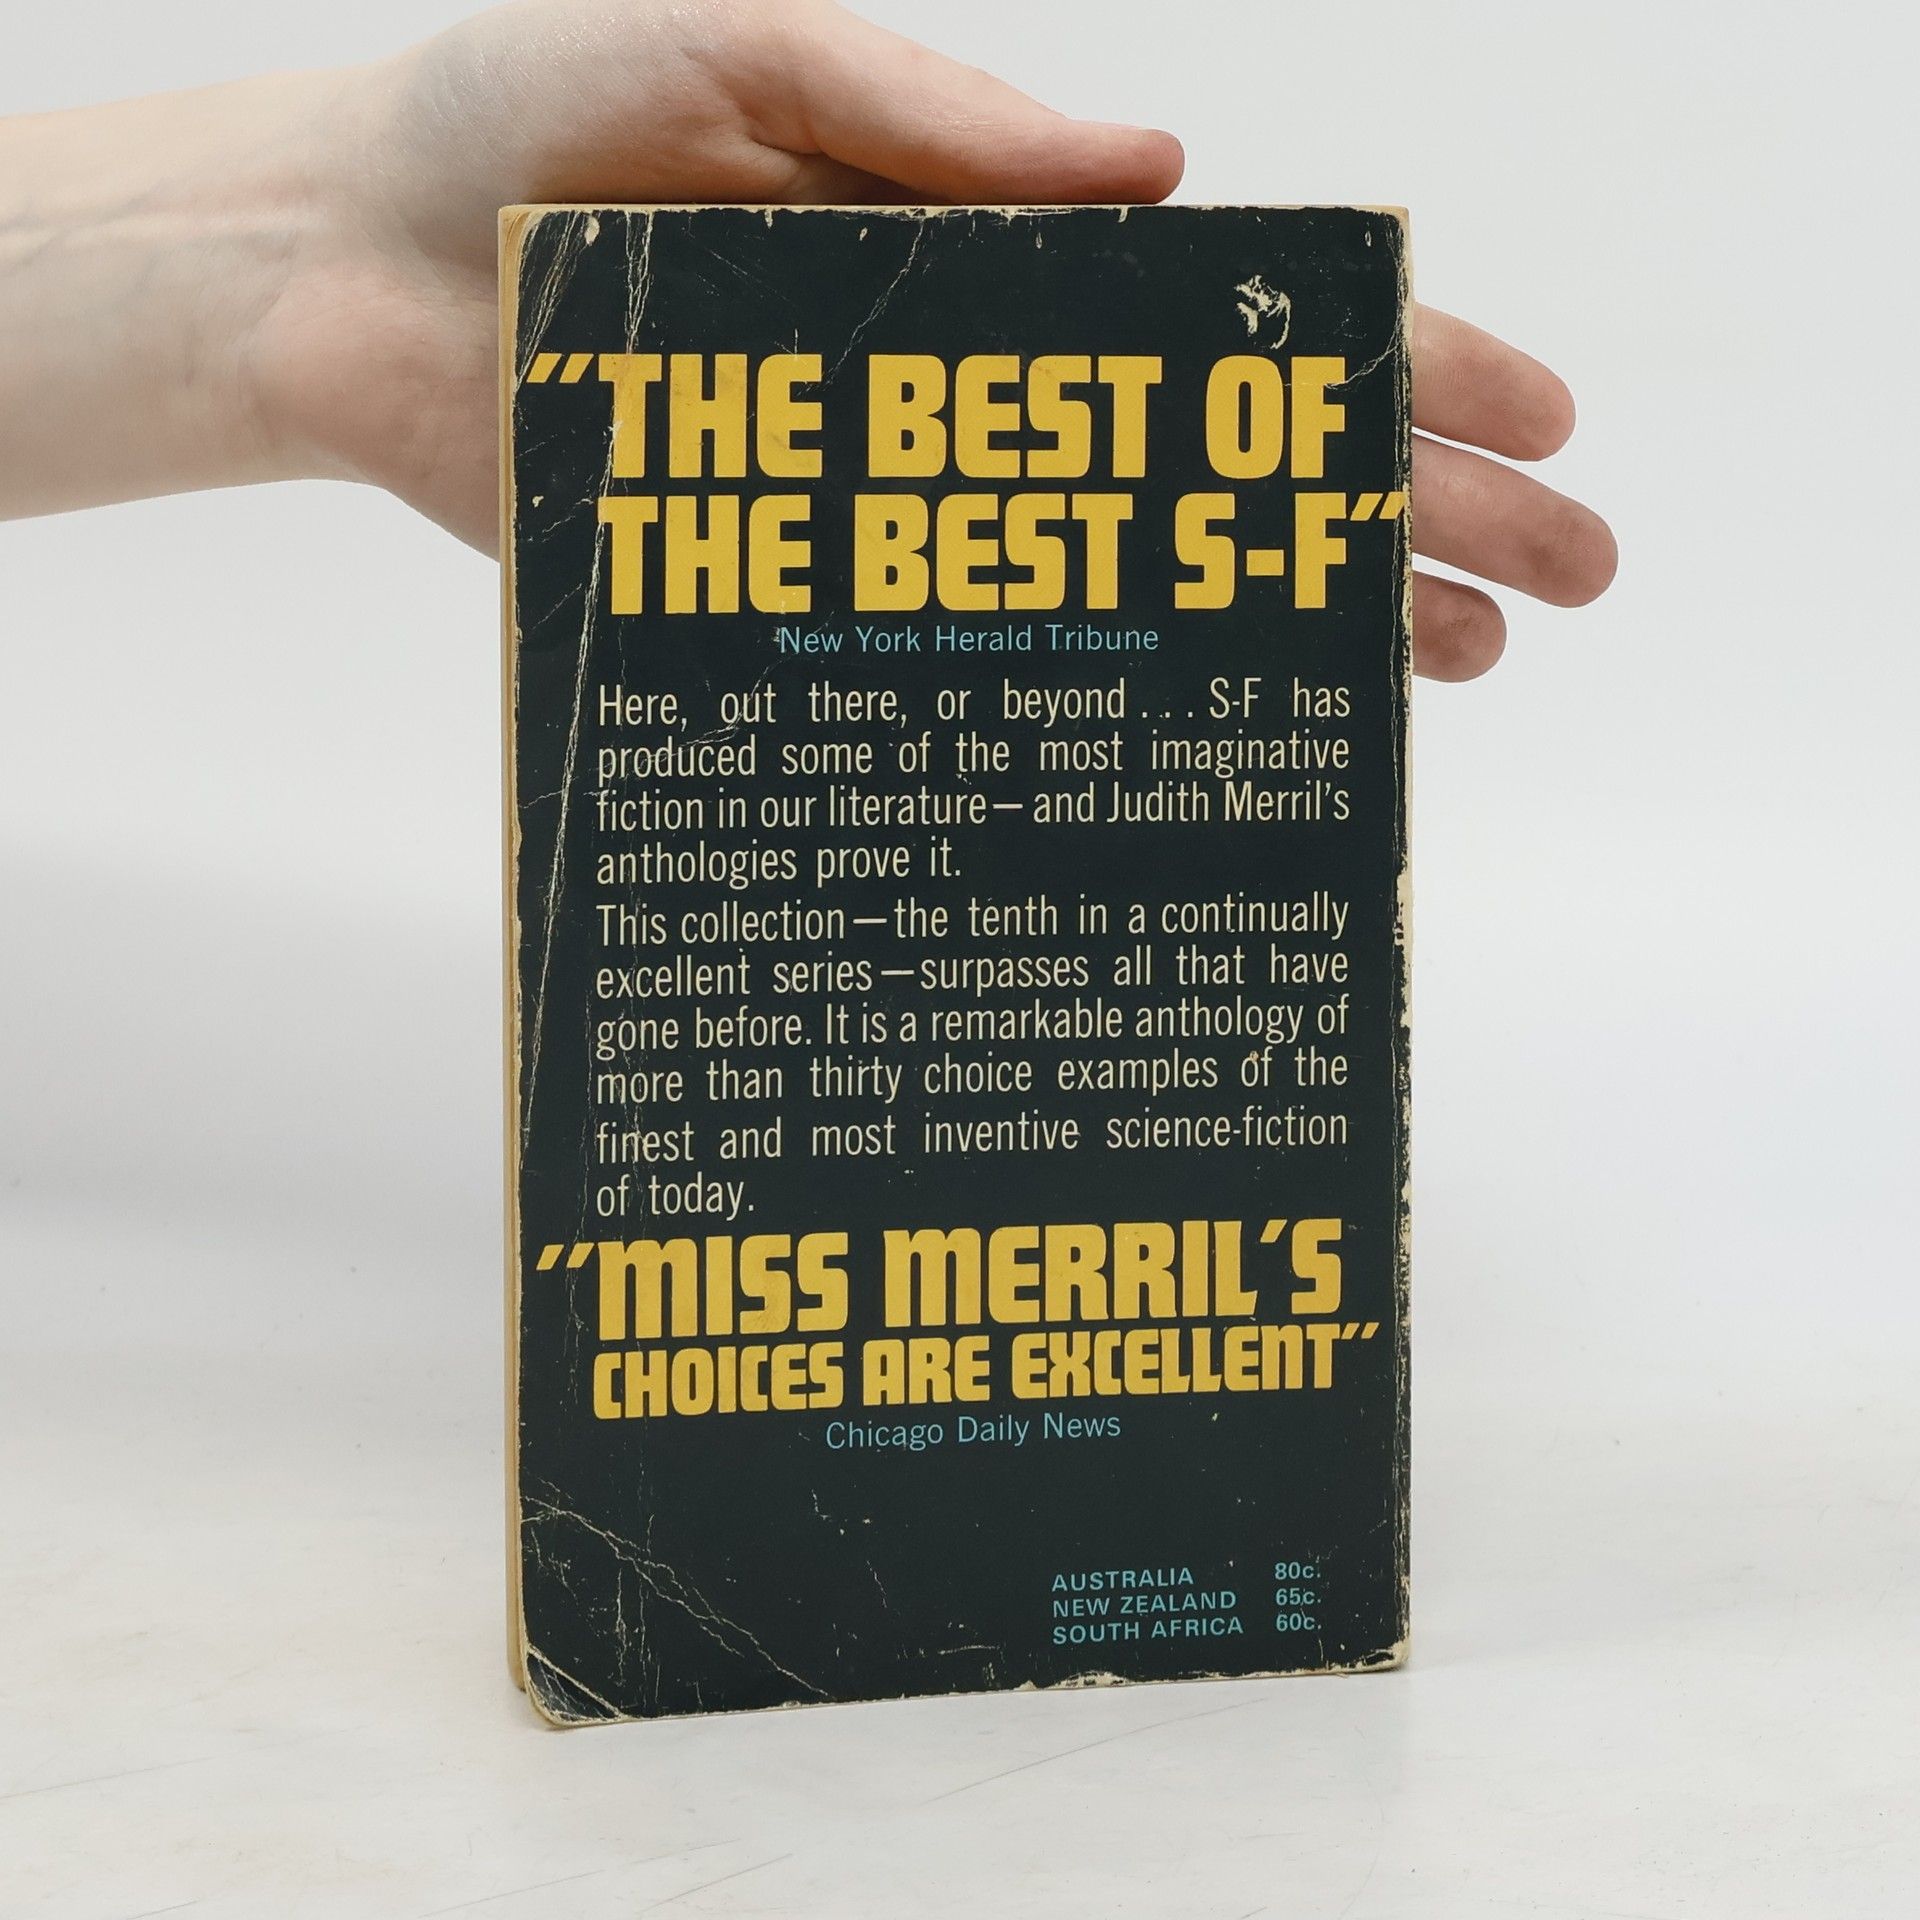 "THE BEST OF
THE BEST S-F"
New York Herald Tribune
Here, out there, or beyond . . . S-F has
produced some of the most imaginative
fiction in our literature—and Judith Merril's
anthologies prove it.
This collection—the tenth in a continually
excellent series—surpasses all that have
gone before. It is a remarkable anthology of
more than thirty choice examples of the
finest and most inventive science-fiction
of today.
"MISS MERRIL'S
CHOICES ARE EXCELLENT"
Chicago Daily News
AUSTRALIA 80c.
NEW ZEALAND 65c.
SOUTH AFRICA 60c.